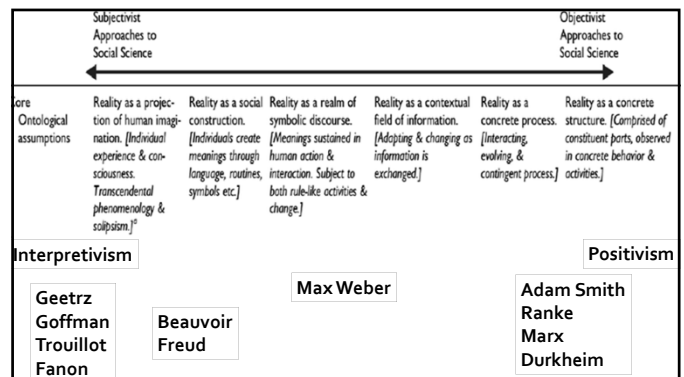 Subjectivist
Approaches to
Social Science
Objectivist
Approaches to
Social Science
Core
Ontological
assumptions
Reality as a projec-
tion of human imagi-
nation. [Individual
experience & con-
sciousness.
Transcendental
phenomenology &
solipsism.]ª
Reality as a social
construction.
[Individuals create
meanings through
language, routines,
symbols etc.]
Reality as a realm of
symbolic discourse.
[Meanings sustained in
human action &
interaction. Subject to
both rule-like activities &
change.]
Reality as a contextual
field of information.
[Adapting & changing as
information is
exchanged.]
Reality as a
concrete process.
[Interacting,
evolving, &
contingent process.]
Reality as a concrete
structure. [Comprised of
constituent parts, observed
in concrete behavior &
activities.]
Interpretivism
Positivism
Geetrz
Goffman
Trouillot
Fanon
Beauvoir
Freud
Max Weber
Adam Smith
Ranke
Marx
Durkheim